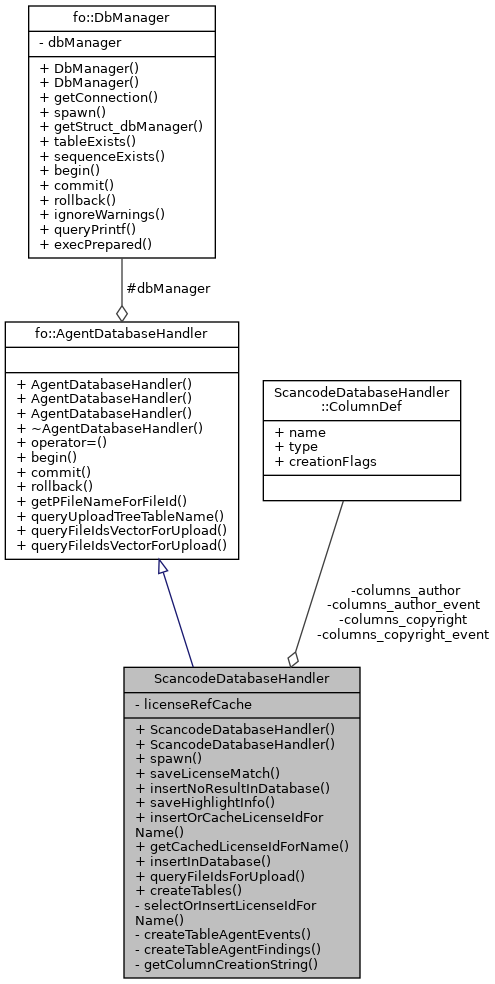 fo::DbManager
- dbManager
+ DbManager()
+ DbManager()
+ getConnection()
+ spawn()
+ getStruct_dbManager()
+ tableExists()
+ sequenceExists()
+ begin()
+ commit()
+ rollback()
+ ignoreWarnings()
+ queryPrintf()
+ execPrepared()
#dbManager
fo::AgentDatabaseHandler
+ AgentDatabaseHandler()
+ AgentDatabaseHandler()
+ AgentDatabaseHandler()
+ ~AgentDatabaseHandler()
+ operator=()
+ begin()
+ commit()
+ rollback()
+ getPFileNameForFileId()
+ queryUploadTreeTableName()
+ queryFileIdsVectorForUpload()
+ queryFileIdsVectorForUpload()
ScancodeDatabaseHandler
::ColumnDef
+ name
+ type
+ creationFlags
-columns_author
-columns_author_event
-columns_copyright
-columns_copyright_event
ScancodeDatabaseHandler
- licenseRefCache
+ ScancodeDatabaseHandler()
+ ScancodeDatabaseHandler()
+ spawn()
+ saveLicenseMatch()
+ insertNoResultInDatabase()
+ saveHighlightInfo()
+ insertOrCacheLicenseIdFor
Name()
+ getCachedLicenseIdForName()
+ insertInDatabase()
+ queryFileIdsForUpload()
+ createTables()
- selectOrInsertLicenseIdFor
Name()
- createTableAgentEvents()
- createTableAgentFindings()
- getColumnCreationString()